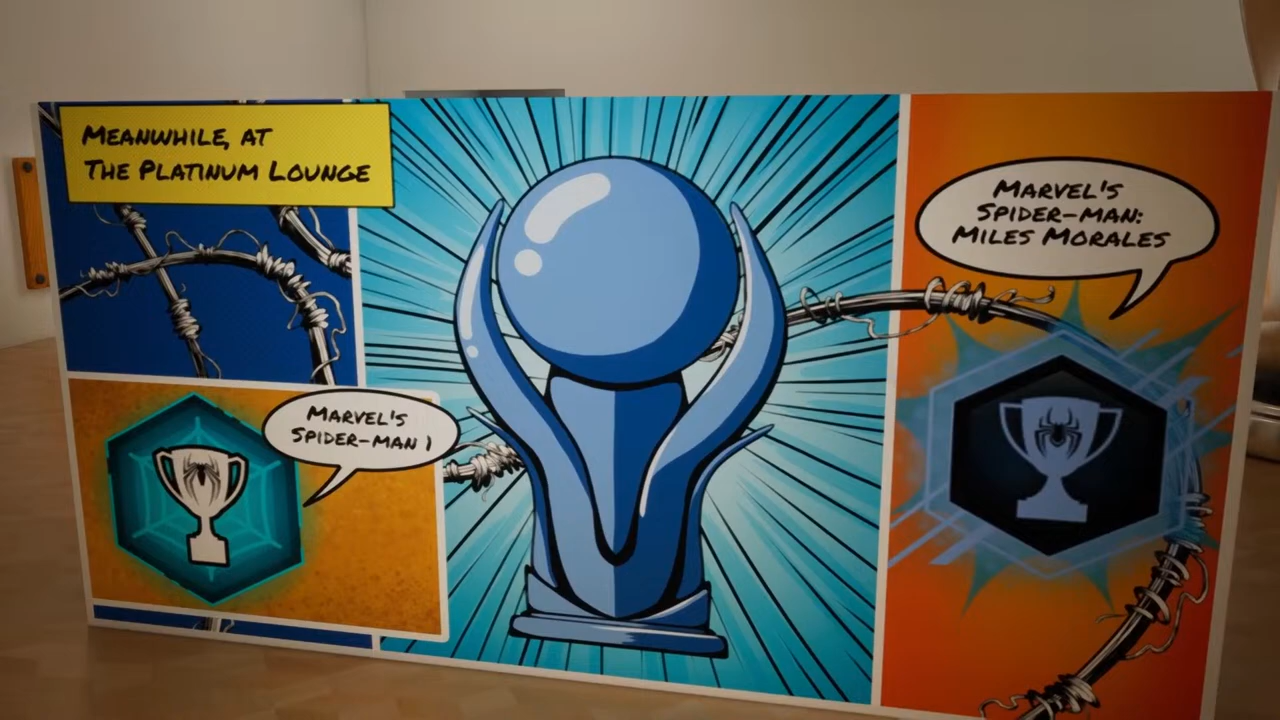 MEANWHILE, AT
THE PLATINUM LOUNGE
MARVEL'S
SPIDER-MAN 1
MARVEL'S
SPIDER-MAN:
MILES MORALES